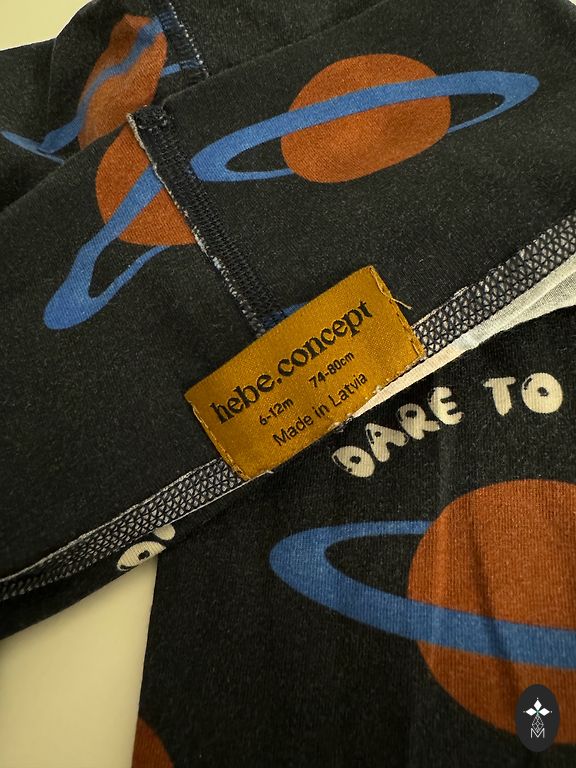 hebe.concept
6-12m 74-80cm
Made in Latvia
DARE TO
M